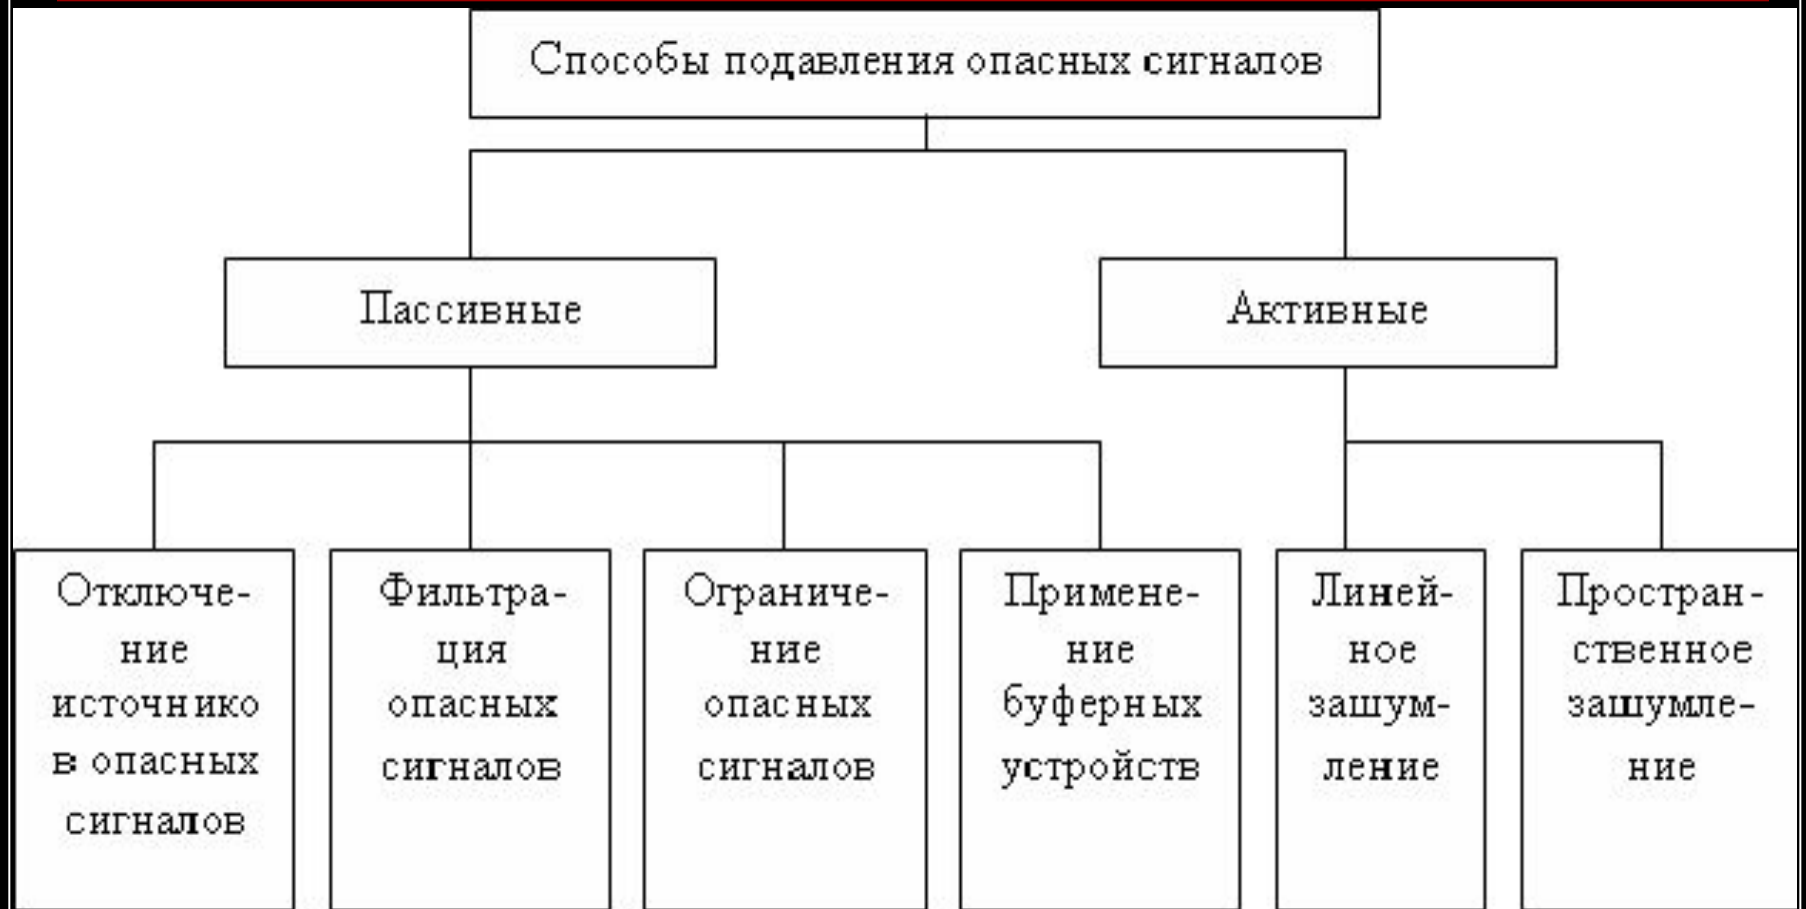 Способы подавления опасных сигналов
Пассивные
Активные
Отключе-
ние
источнико
в опасных
сигналов
Фильтра-
ция
опасных
сигналов
Ограниче-
ние
опасных
сигналов
Примене-
ние
буферных
устройств
Линей-
ное
зашум-
ление
Простран-
ственное
зашумле-
ние